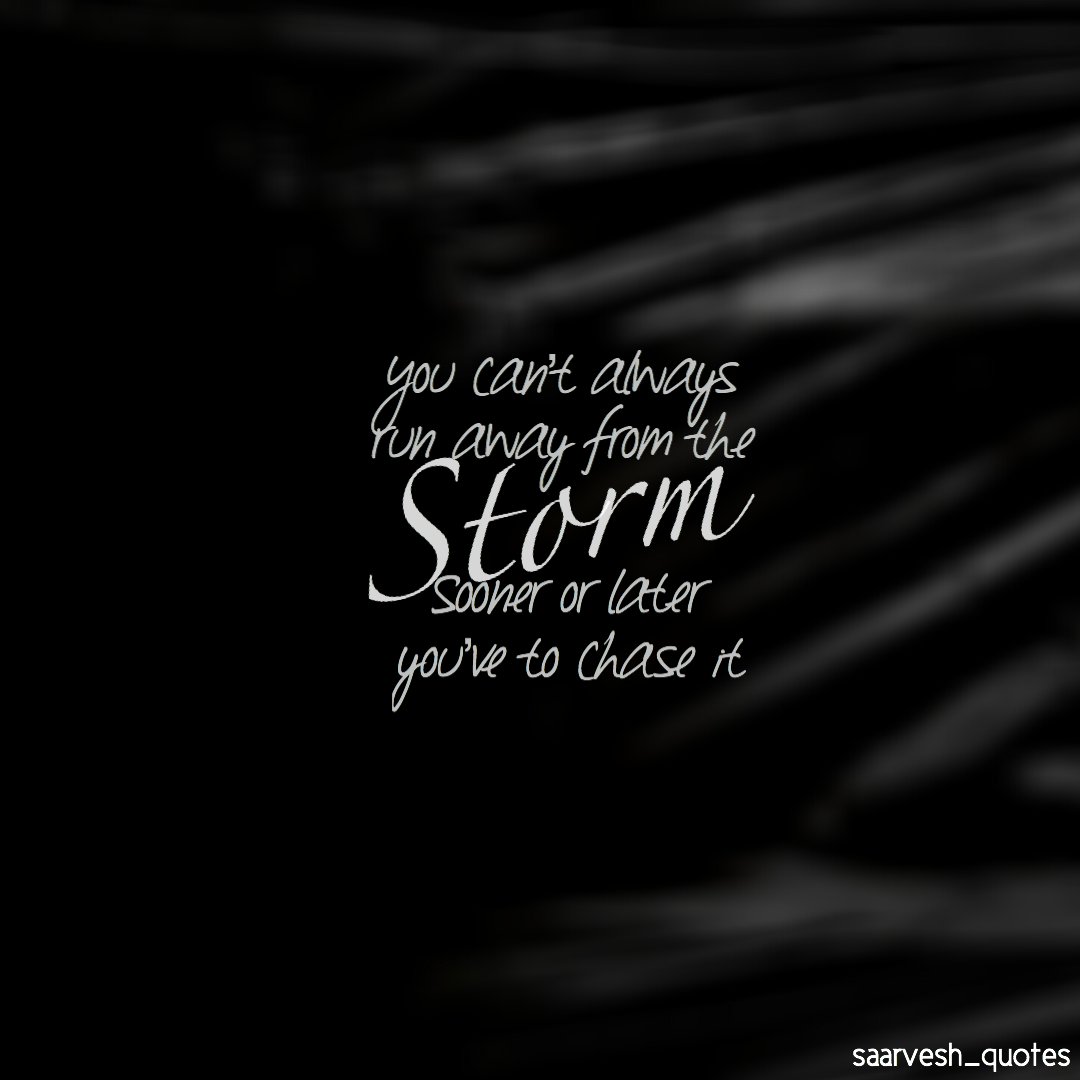 you can't always
run away from the
Storm
Sooner or later
you've to chase it
saarvesh_quotes